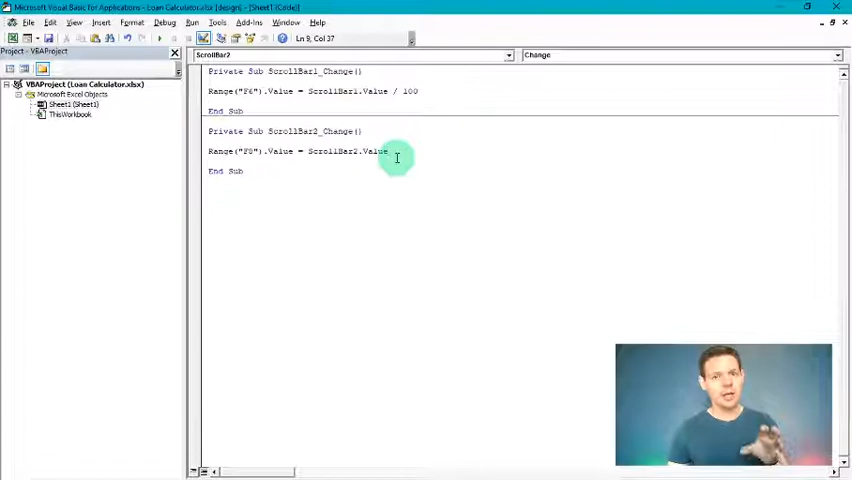 Microsoft Visual Basic for Applications - Loan Calculator.xlsx [design] - [Sheet1 (Code)]
File Edit View Insert Format Debug Run Tools Add-Ins Window Help
Ln 9, Col 37
Project - VBAProject
ScrollBar2
Change
VBAProject (Loan Calculator.xlsx)
Microsoft Excel Objects
Sheet1 (Sheet1)
ThisWorkbook
Private Sub ScrollBar1_Change()
Range("F6").Value = ScrollBar1.Value / 100
End Sub
Private Sub ScrollBar2_Change()
Range("F8").Value = ScrollBar2.Value
End Sub